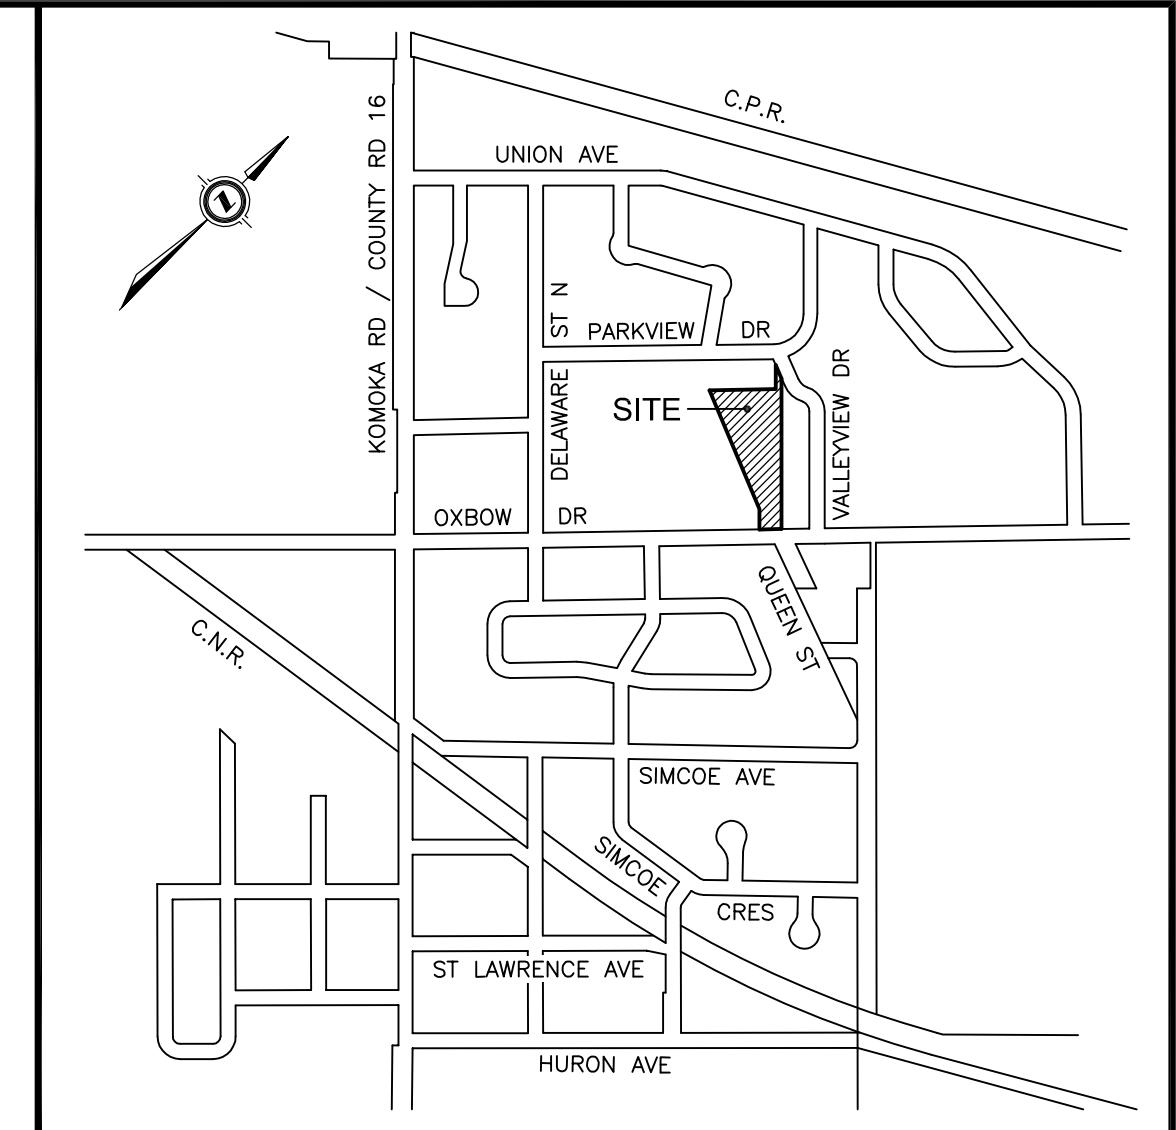 C.P.R.
UNION AVE
KOMOKA RD / COUNTY RD 16
N
DELAWARE ST N
PARKVIEW DR
VALLEYVIEW DR
SITE
OXBOW DR
QUEEN ST
C.N.R.
SIMCOE AVE
SIMCOE CRES
ST LAWRENCE AVE
HURON AVE